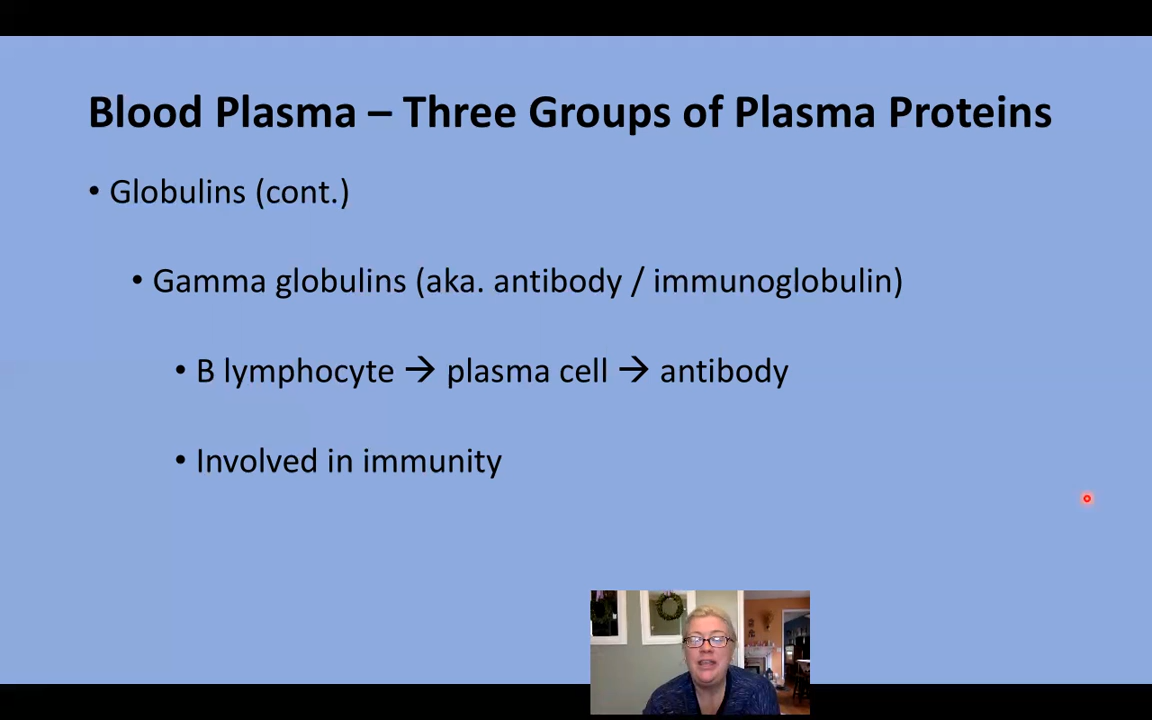 Blood Plasma – Three Groups of Plasma Proteins
• Globulins (cont.)
• Gamma globulins (aka. antibody / immunoglobulin)
• B lymphocyte → plasma cell → antibody
• Involved in immunity